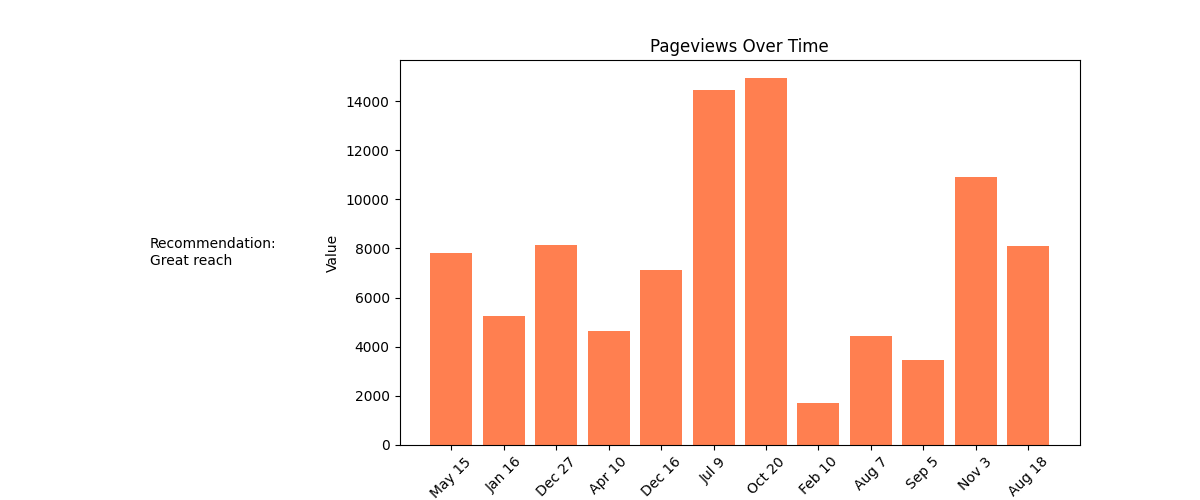 Pageviews Over Time
Recommendation:
Great reach
Value
14000
12000
10000
8000
6000
4000
2000
0
May 15
Jan 16
Dec 27
Apr 10
Dec 16
Jul 9
Oct 20
Feb 10
Aug 7
Sep 5
Nov 3
Aug 18